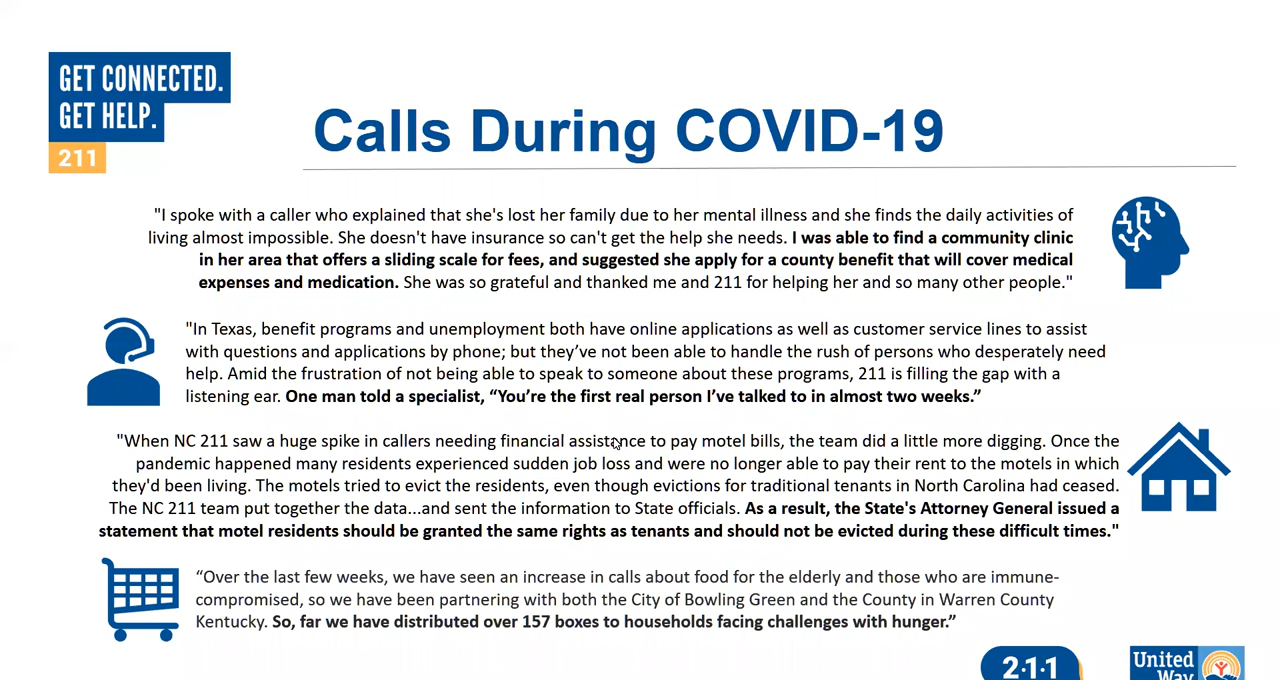 GET CONNECTED.
GET HELP.
211
Calls During COVID-19
"I spoke with a caller who explained that she's lost her family due to her mental illness and she finds the daily activities of
living almost impossible. She doesn't have insurance so can't get the help she needs. I was able to find a community clinic
in her area that offers a sliding scale for fees, and suggested she apply for a county benefit that will cover medical
expenses and medication. She was so grateful and thanked me and 211 for helping her and so many other people."
"In Texas, benefit programs and unemployment both have online applications as well as customer service lines to assist
with questions and applications by phone; but they’ve not been able to handle the rush of persons who desperately need
help. Amid the frustration of not being able to speak to someone about these programs, 211 is filling the gap with a
listening ear. One man told a specialist, “You’re the first real person I’ve talked to in almost two weeks.”
"When NC 211 saw a huge spike in callers needing financial assistance to pay motel bills, the team did a little more digging. Once the
pandemic happened many residents experienced sudden job loss and were no longer able to pay their rent to the motels in which
they'd been living. The motels tried to evict the residents, even though evictions for traditional tenants in North Carolina had ceased.
The NC 211 team put together the data...and sent the information to State officials. As a result, the State's Attorney General issued a
statement that motel residents should be granted the same rights as tenants and should not be evicted during these difficult times."
“Over the last few weeks, we have seen an increase in calls about food for the elderly and those who are immune-
compromised, so we have been partnering with both the City of Bowling Green and the County in Warren County
Kentucky. So, far we have distributed over 157 boxes to households facing challenges with hunger.”
2·1·1
United
Way